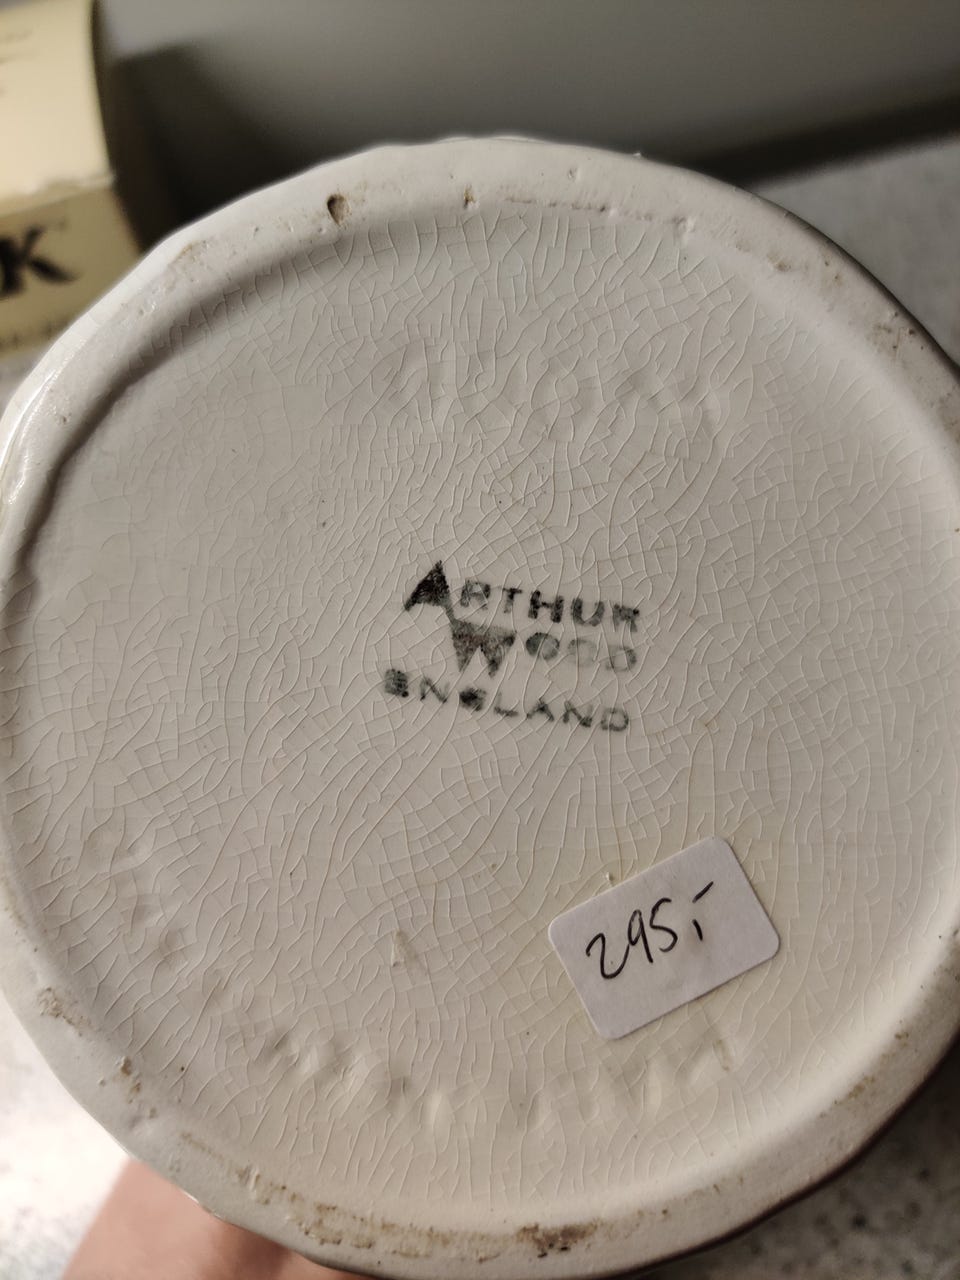 K
ARTHUR
WOOD
ENGLAND
295,-